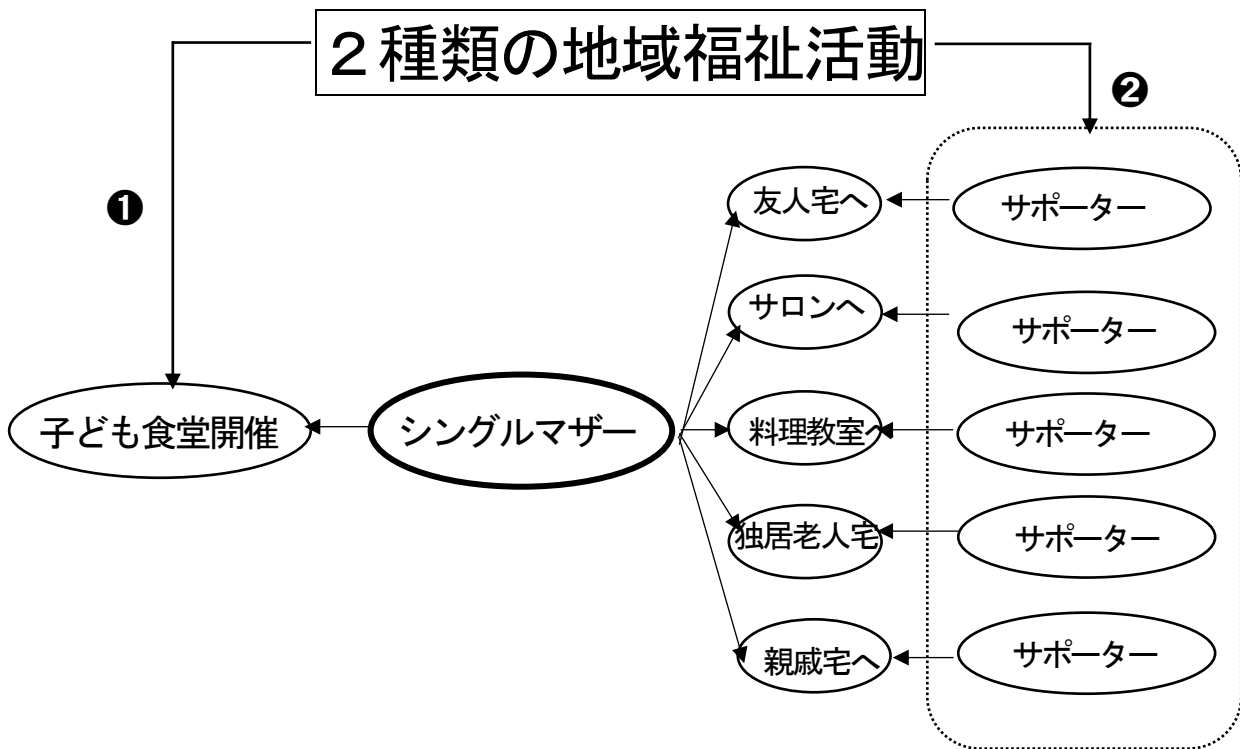 ２種類の地域福祉活動
❷
❶
友人宅へ
サポーター
サロンへ
サポーター
子ども食堂開催
シングルマザー
料理教室へ
サポーター
独居老人宅
サポーター
親戚宅へ
サポーター